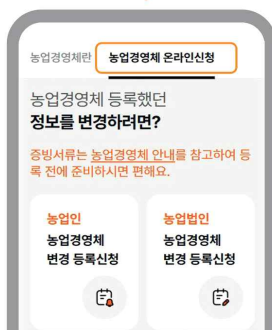 농업경영체란 농업경영체 온라인신청
농업경영체 등록했던
정보를 변경하려면?
증빙서류는 농업경영체 안내를 참고하여 등
록 전에 준비하시면 편해요.
농업인
농업경영체
변경 등록신청
농업법인
농업경영체
변경 등록신청